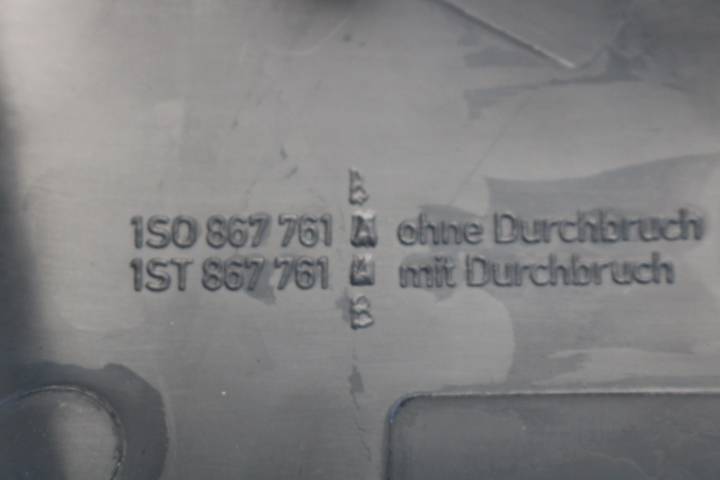 B
1S0 867 761 A ohne Durchbruch
1ST 867 761 A mit Durchbruch
B